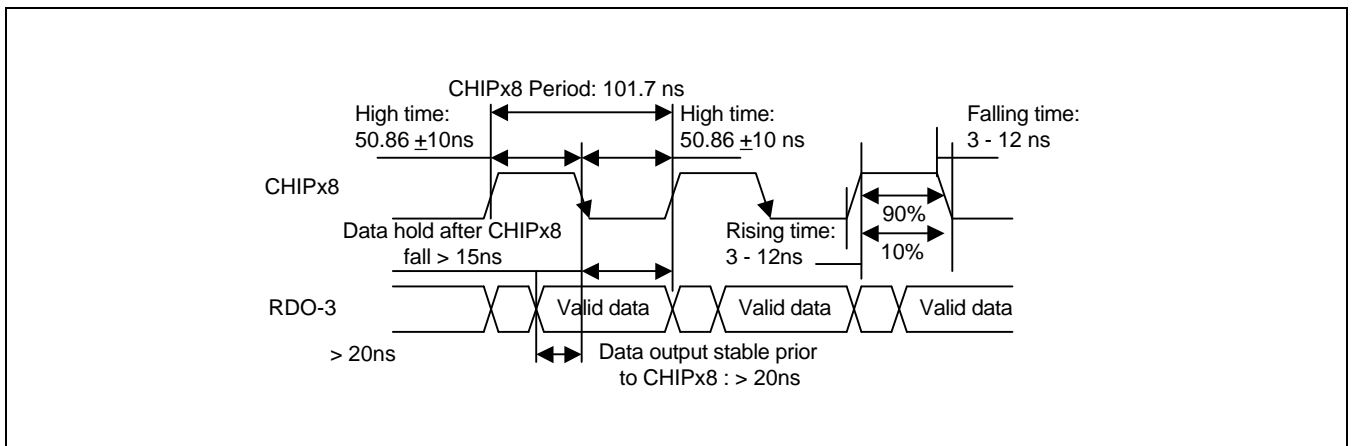 CHIPx8 Period: 101.7 ns
High time:
50.86 ±10ns
High time:
50.86 ±10 ns
Falling time:
3 - 12 ns
CHIPx8
90%
10%
Data hold after CHIPx8
fall > 15ns
Rising time:
3 - 12ns
RDO-3
Valid data
Valid data
Valid data
> 20ns
Data output stable prior
to CHIPx8 : > 20ns